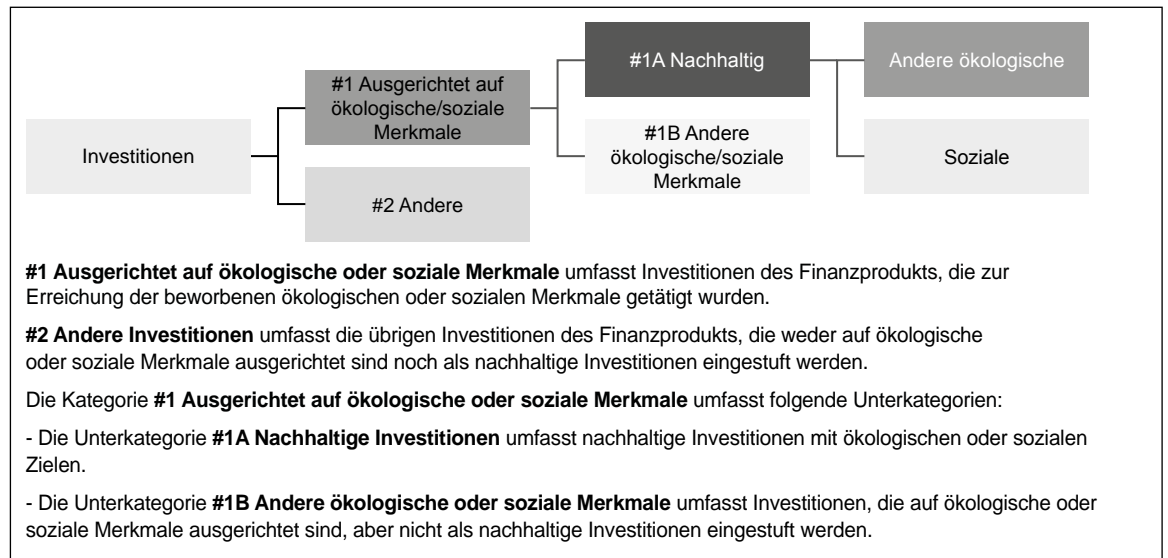 #1A Nachhaltig
Andere ökologische
#1 Ausgerichtet auf
ökologische/soziale
Merkmale
#1B Andere
ökologische/soziale
Merkmale
Investitionen
Soziale
#2 Andere
#1 Ausgerichtet auf ökologische oder soziale Merkmale umfasst Investitionen des Finanzprodukts, die zur
Erreichung der beworbenen ökologischen oder sozialen Merkmale getätigt wurden.
#2 Andere Investitionen umfasst die übrigen Investitionen des Finanzprodukts, die weder auf ökologische
oder soziale Merkmale ausgerichtet sind noch als nachhaltige Investitionen eingestuft werden.
Die Kategorie #1 Ausgerichtet auf ökologische oder soziale Merkmale umfasst folgende Unterkategorien:
- Die Unterkategorie #1A Nachhaltige Investitionen umfasst nachhaltige Investitionen mit ökologischen oder sozialen
Zielen.
- Die Unterkategorie #1B Andere ökologische oder soziale Merkmale umfasst Investitionen, die auf ökologische oder
soziale Merkmale ausgerichtet sind, aber nicht als nachhaltige Investitionen eingestuft werden.